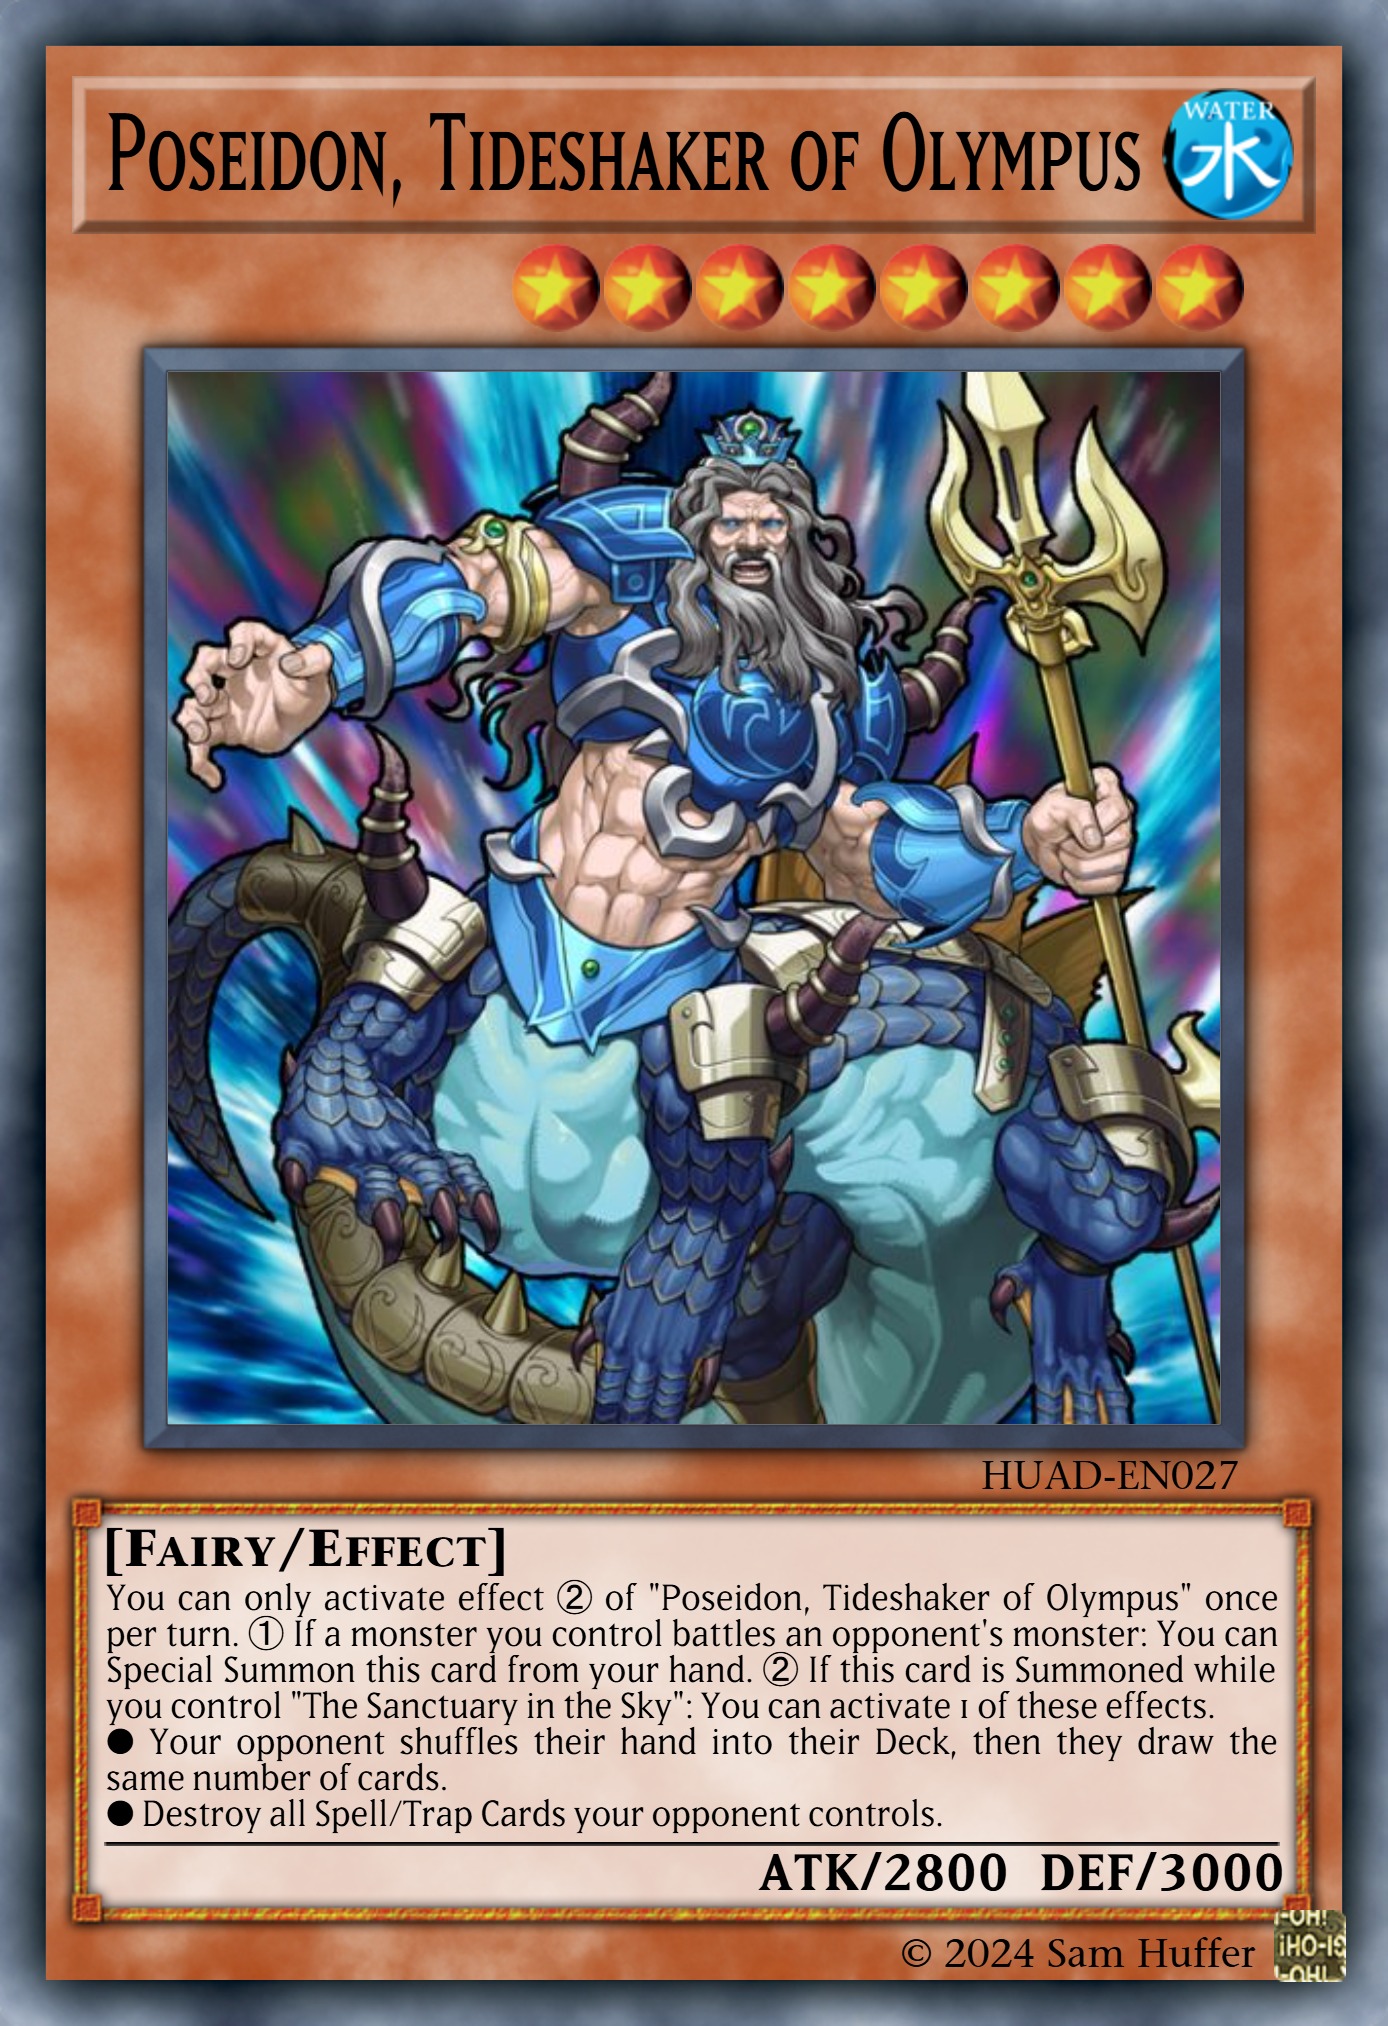 Poseidon, Tideshaker of Olympus
WATER
水
HUAD-EN027
[Fairy/Effect]
You can only activate effect ② of "Poseidon, Tideshaker of Olympus" once
per turn. ① If a monster you control battles an opponent's monster: You can
Special Summon this card from your hand. ② If this card is Summoned while
you control "The Sanctuary in the Sky": You can activate 1 of these effects.
● Your opponent shuffles their hand into their Deck, then they draw the
same number of cards.
● Destroy all Spell/Trap Cards your opponent controls.
ATK/2800 DEF/3000
© 2024 Sam Huffer